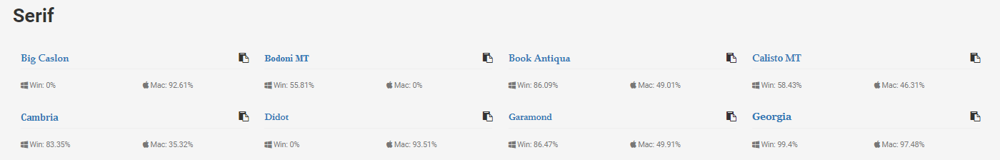 Serif
Big Caslon Bodoni MT Book Antiqua Calisto MT
Win: 0% Mac: 92.61% Win: 55.81% Mac: 0% Win: 86.09% Mac: 49.01% Win: 58.43% Mac: 46.31%
Cambria Didot Garamond Georgia
Win: 83.35% Mac: 35.32% Win: 0% Mac: 93.51% Win: 86.47% Mac: 49.91% Win: 99.4% Mac: 97.48%